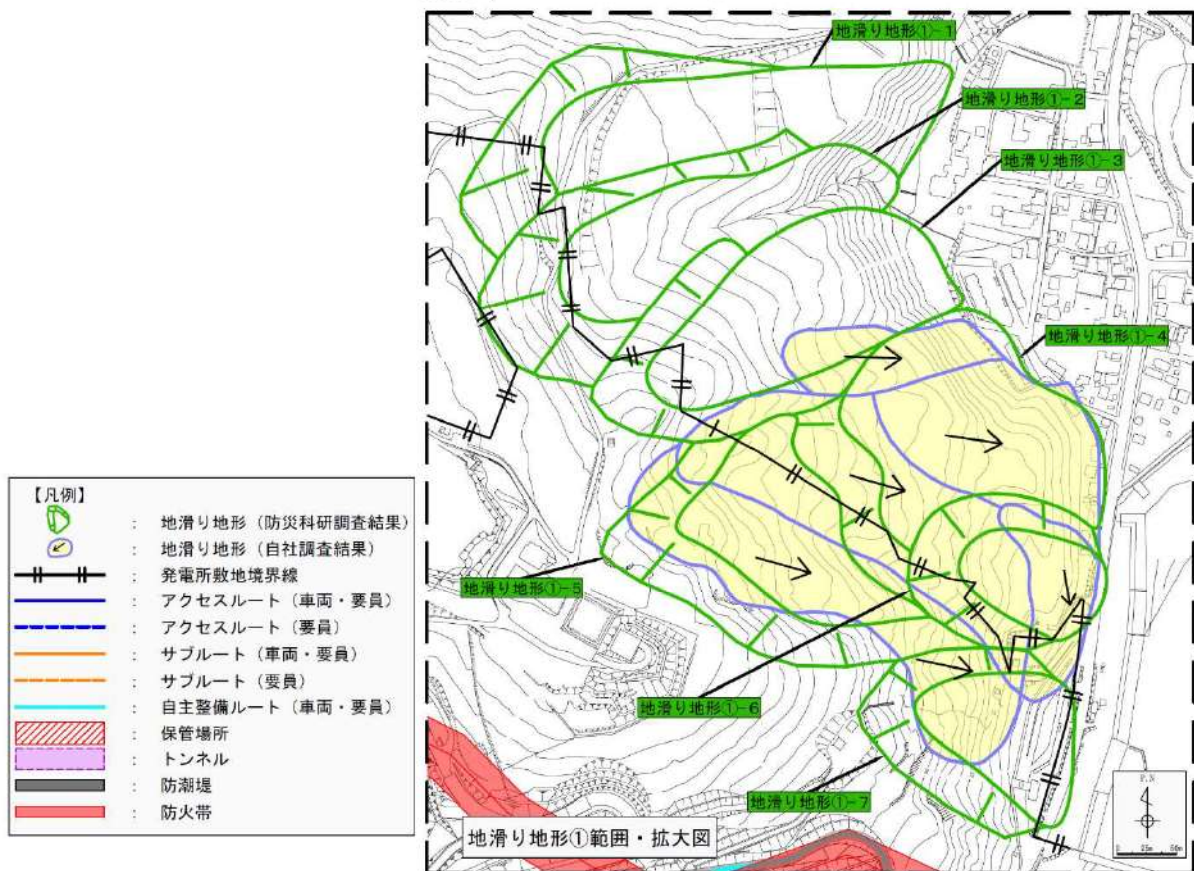 地滑り地形①-1
地滑り地形①-2
地滑り地形①-3
地滑り地形①-4
地滑り地形①-5
地滑り地形①-6
地滑り地形①-7
【凡例】
： 地滑り地形（防災科研調査結果）
： 地滑り地形（自社調査結果）
： 発電所敷地境界線
： アクセスルート（車両・要員）
： アクセスルート（要員）
： サブルート（車両・要員）
： サブルート（要員）
： 自主整備ルート（車両・要員）
： 保管場所
： トンネル
： 防潮堤
： 防火帯
地滑り地形①範囲・拡大図
P.N
0 25m 50m